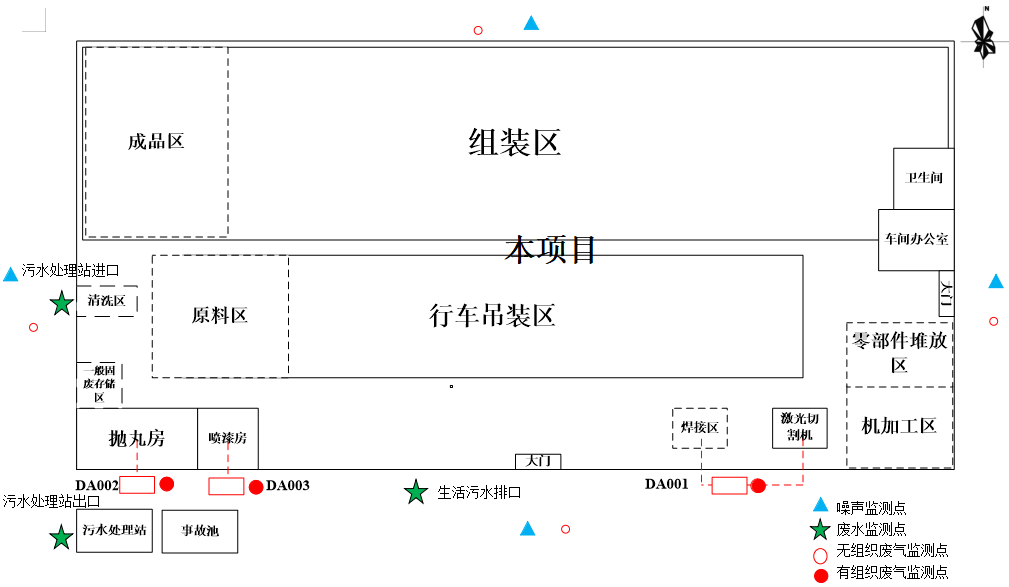 N
成品区
组装区
卫生间
车间办公室
本项目
污水处理站进口
清洗区
原料区
行车吊装区
大门
零部件堆放
区
一般固
废存储
区
抛丸房
喷漆房
焊接区
激光切
割机
机加工区
大门
DA002
DA003
DA001
污水处理站出口
生活污水排口
污水处理站
事故池
噪声监测点
废水监测点
无组织废气监测点
有组织废气监测点